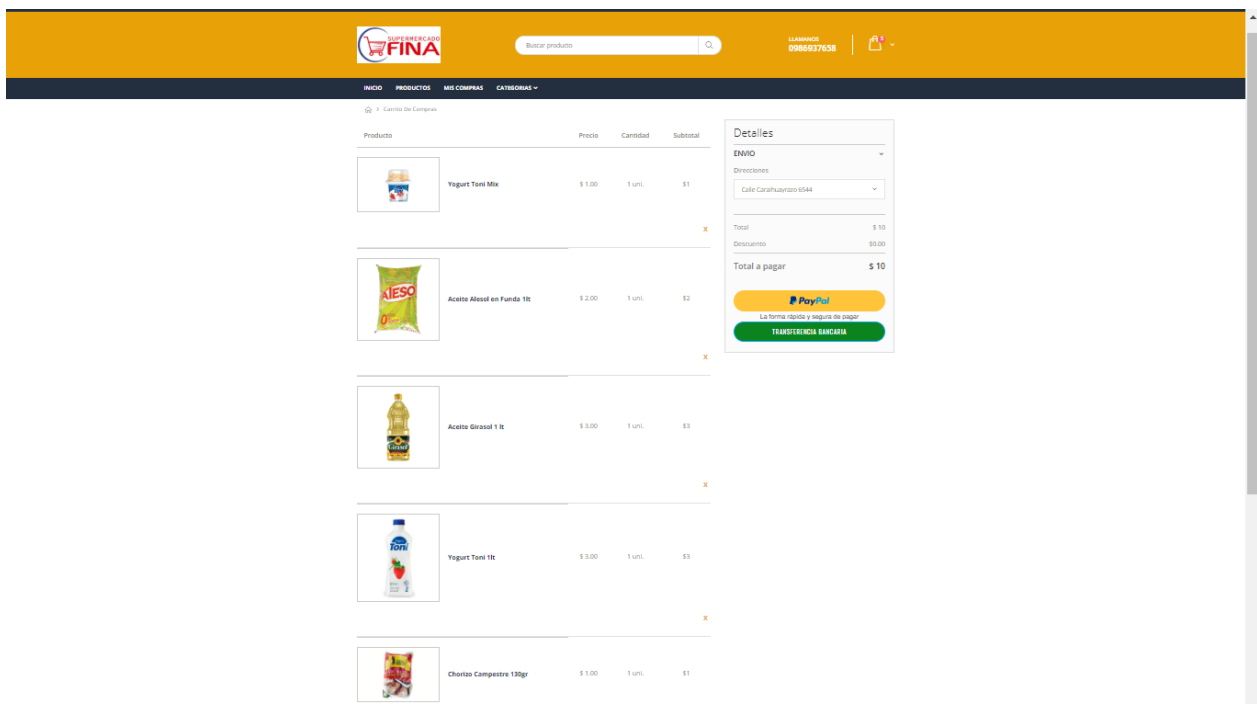 SUPERMERCADO
FINA
Buscar producto
LLAMANOS
0986937658
INICIO PRODUCTOS MIS COMPRAS CATEGORIAS
Carrito De Compras
Producto Precio Cantidad Subtotal
Yogurt Toni Mix $ 1.00 1 uni. $1
x
ALESOL
Aceite Alesol en Funda 1lt $ 2.00 1 uni. $2
x
Girasol
Aceite Girasol 1 lt $ 3.00 1 uni. $3
x
Toni
Yogurt Toni 1lt $ 3.00 1 uni. $3
x
Chorizo Campestre 130gr $ 1.00 1 uni. $1
Detalles
ENVIO
Direcciones
Calle Carahuayrazo 6544
Total $ 10
Descuento $0.00
Total a pagar $ 10
PayPal
La forma rápida y segura de pagar
TRANSFERENCIA BANCARIA